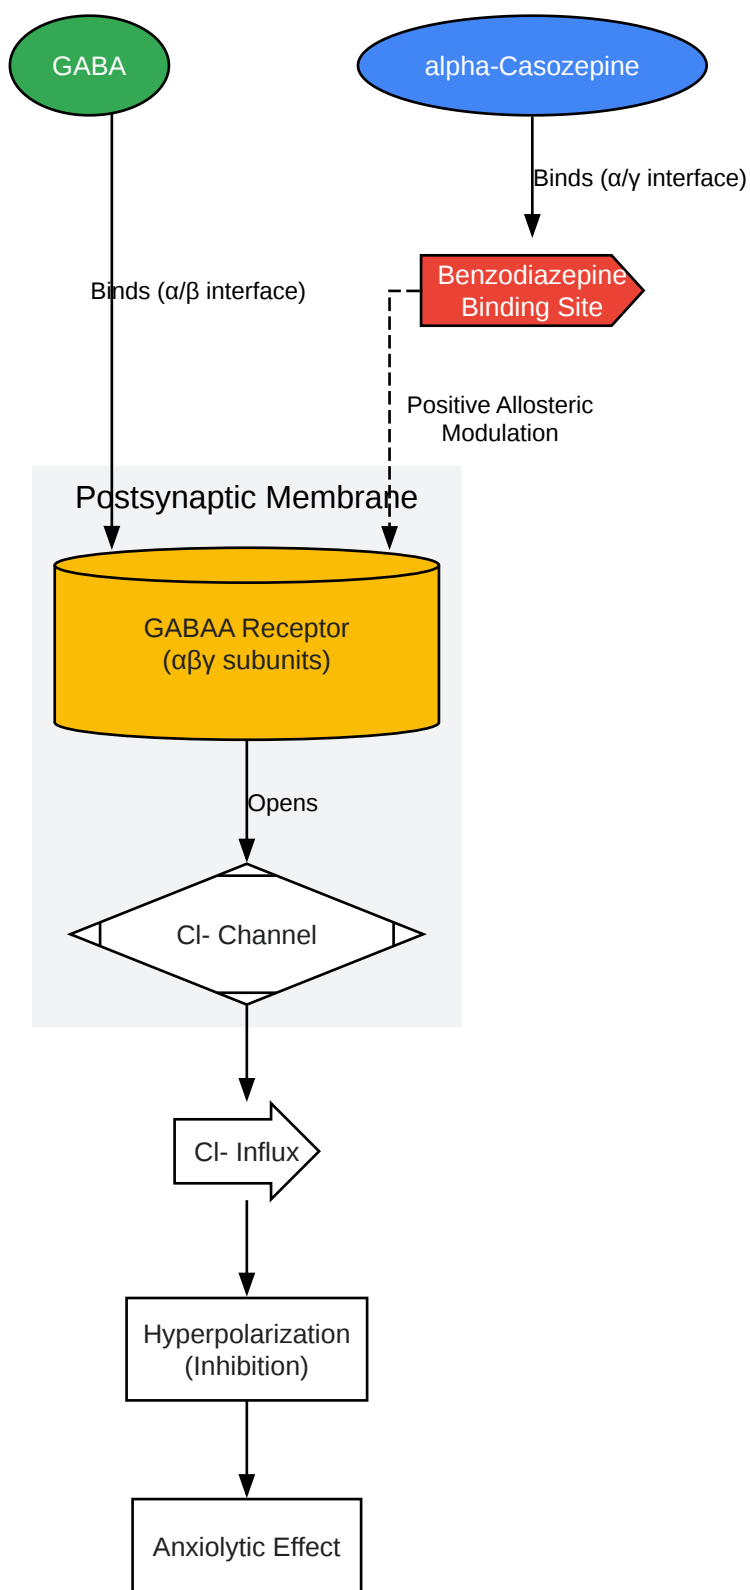 GABA
alpha-Casozepine
Binds (α/γ interface)
Benzodiazepine
Binding Site
Binds (α/β interface)
Positive Allosteric
Modulation
Postsynaptic Membrane
GABAA Receptor
(αβγ subunits)
Opens
Cl- Channel
Cl- Influx
Hyperpolarization
(Inhibition)
Anxiolytic Effect